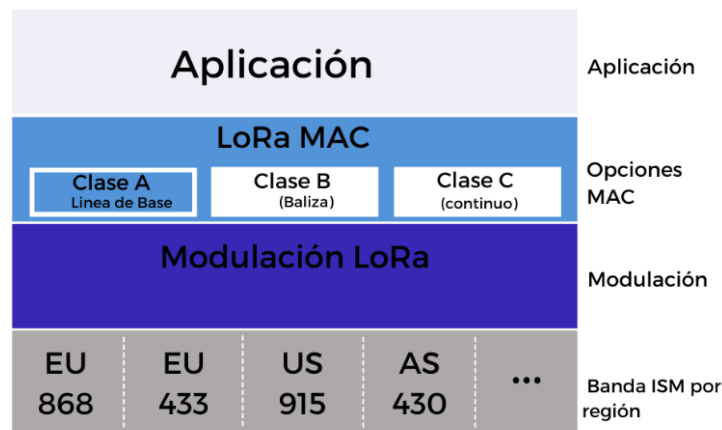 Aplicación
Aplicación
LoRa MAC
Clase A
Linea de Base
Clase B
(Baliza)
Clase C
(continuo)
Opciones
MAC
Modulación LoRa
Modulación
EU
868
EU
433
US
915
AS
430
...
Banda ISM por
región